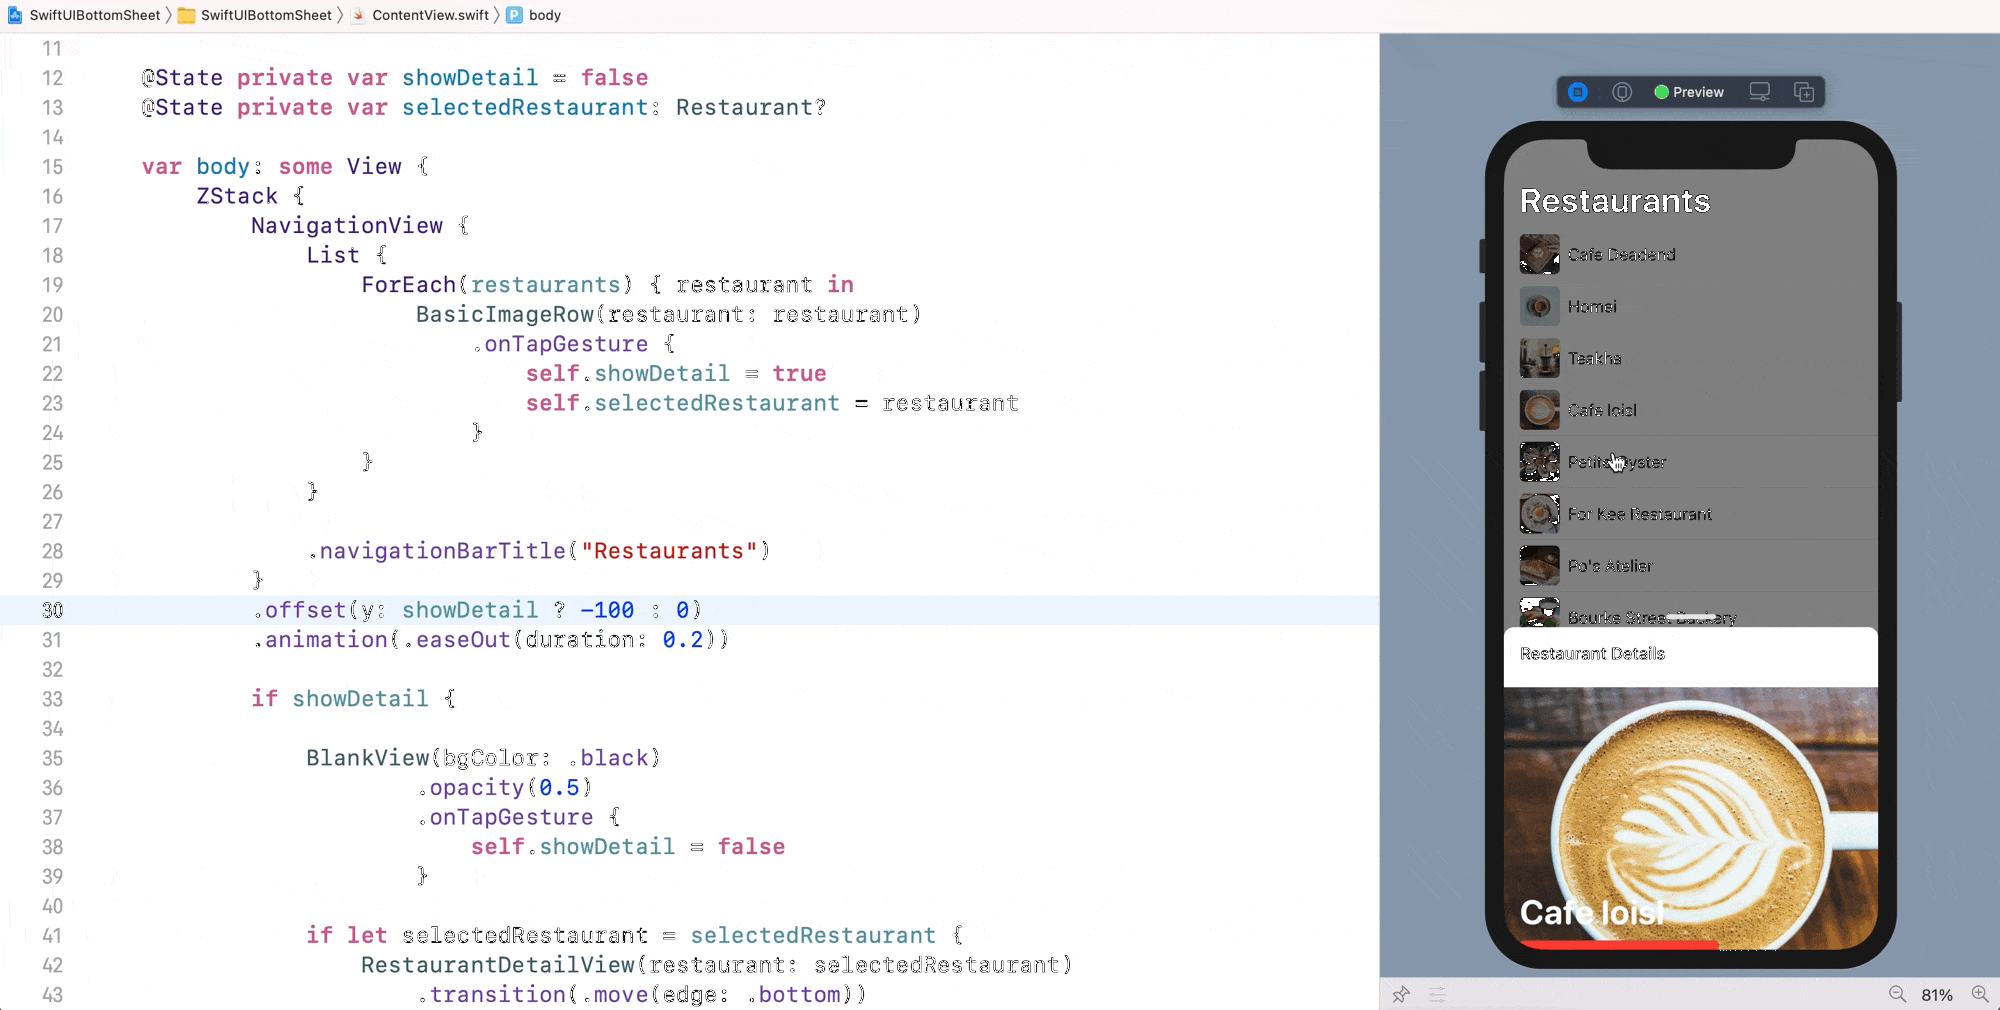 SwiftUIBottomSheet 〉 SwiftUIBottomSheet 〉 ContentView.swift 〉 P body
11
12 @State private var showDetail = false
13 @State private var selectedRestaurant: Restaurant?
14
15 var body: some View {
16 ZStack {
17 NavigationView {
18 List {
19 ForEach(restaurants) { restaurant in
20 BasicImageRow(restaurant: restaurant)
21 .onTapGesture {
22 self.showDetail = true
23 self.selectedRestaurant = restaurant
24 }
25 }
26 }
27
28 .navigationBarTitle("Restaurants")
29 }
30 .offset(y: showDetail ? -100 : 0)
31 .animation(.easeOut(duration: 0.2))
32
33 if showDetail {
34
35 BlankView(bgColor: .black)
36 .opacity(0.5)
37 .onTapGesture {
38 self.showDetail = false
39 }
40
41 if let selectedRestaurant = selectedRestaurant {
42 RestaurantDetailView(restaurant: selectedRestaurant)
43 .transition(.move(edge: .bottom))
Preview
Restaurants
Cafe Deadend
Homei
Teakha
Cafe loisl
Petite Oyster
For Kee Restaurant
Po's Atelier
Bourke Street Bakery
Restaurant Details
Cafe loisl
81%